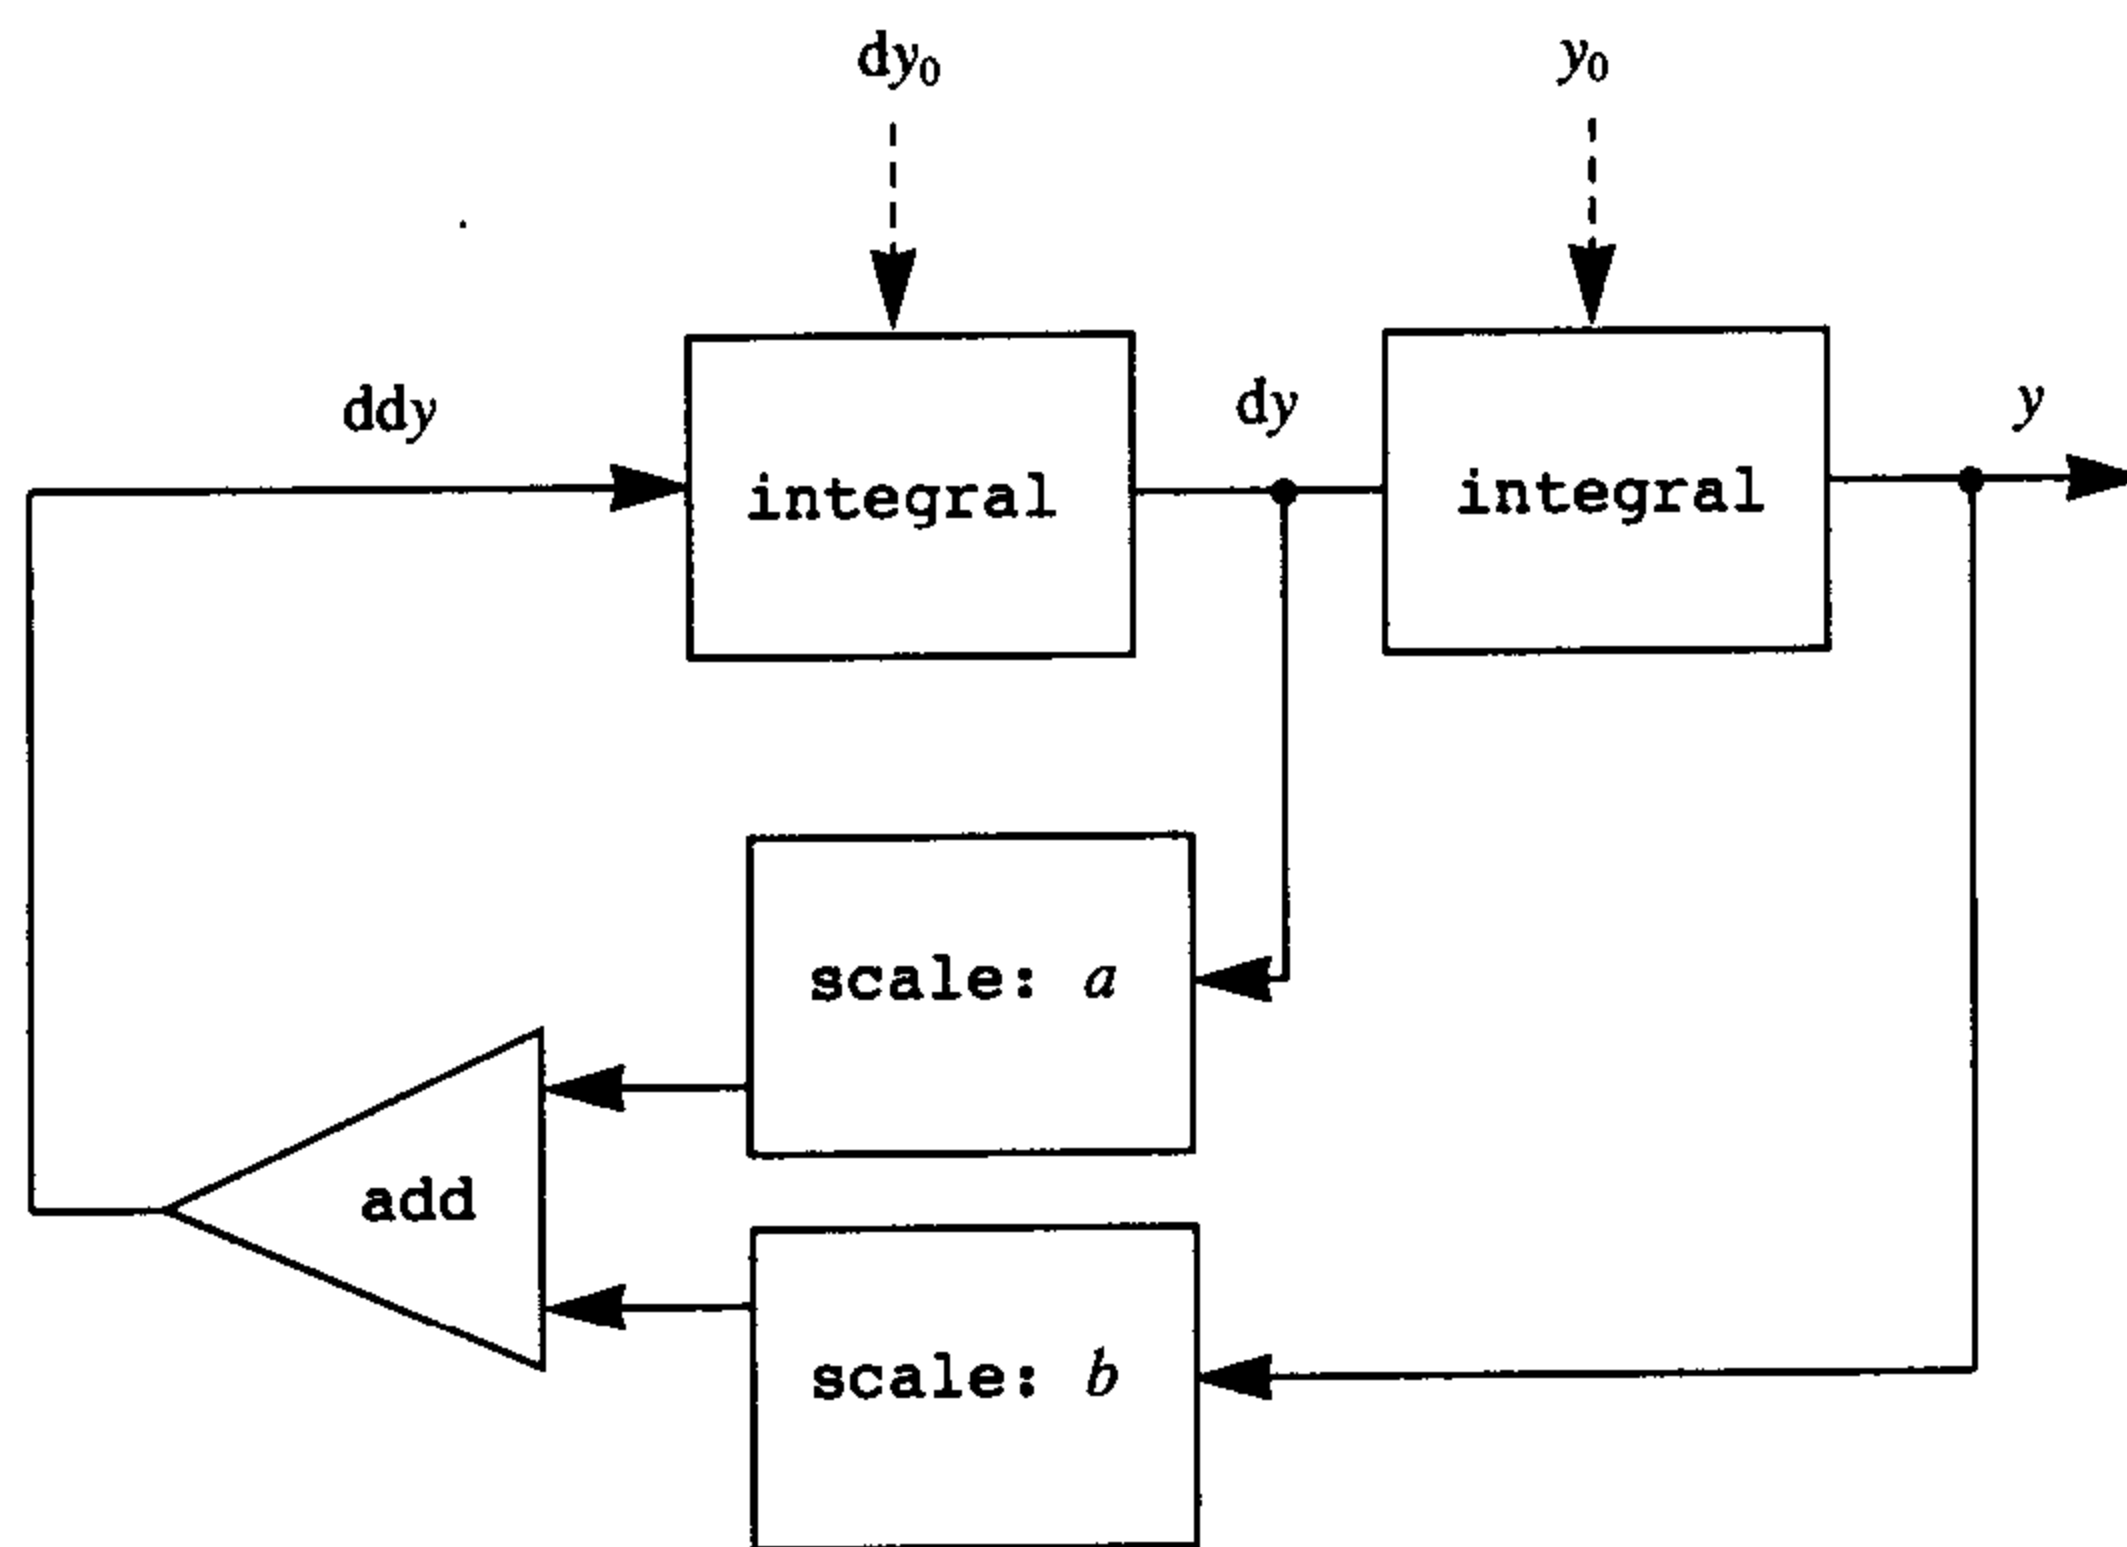 dy₀
y₀
ddy
dy
y
integral
integral
scale: a
add
scale: b